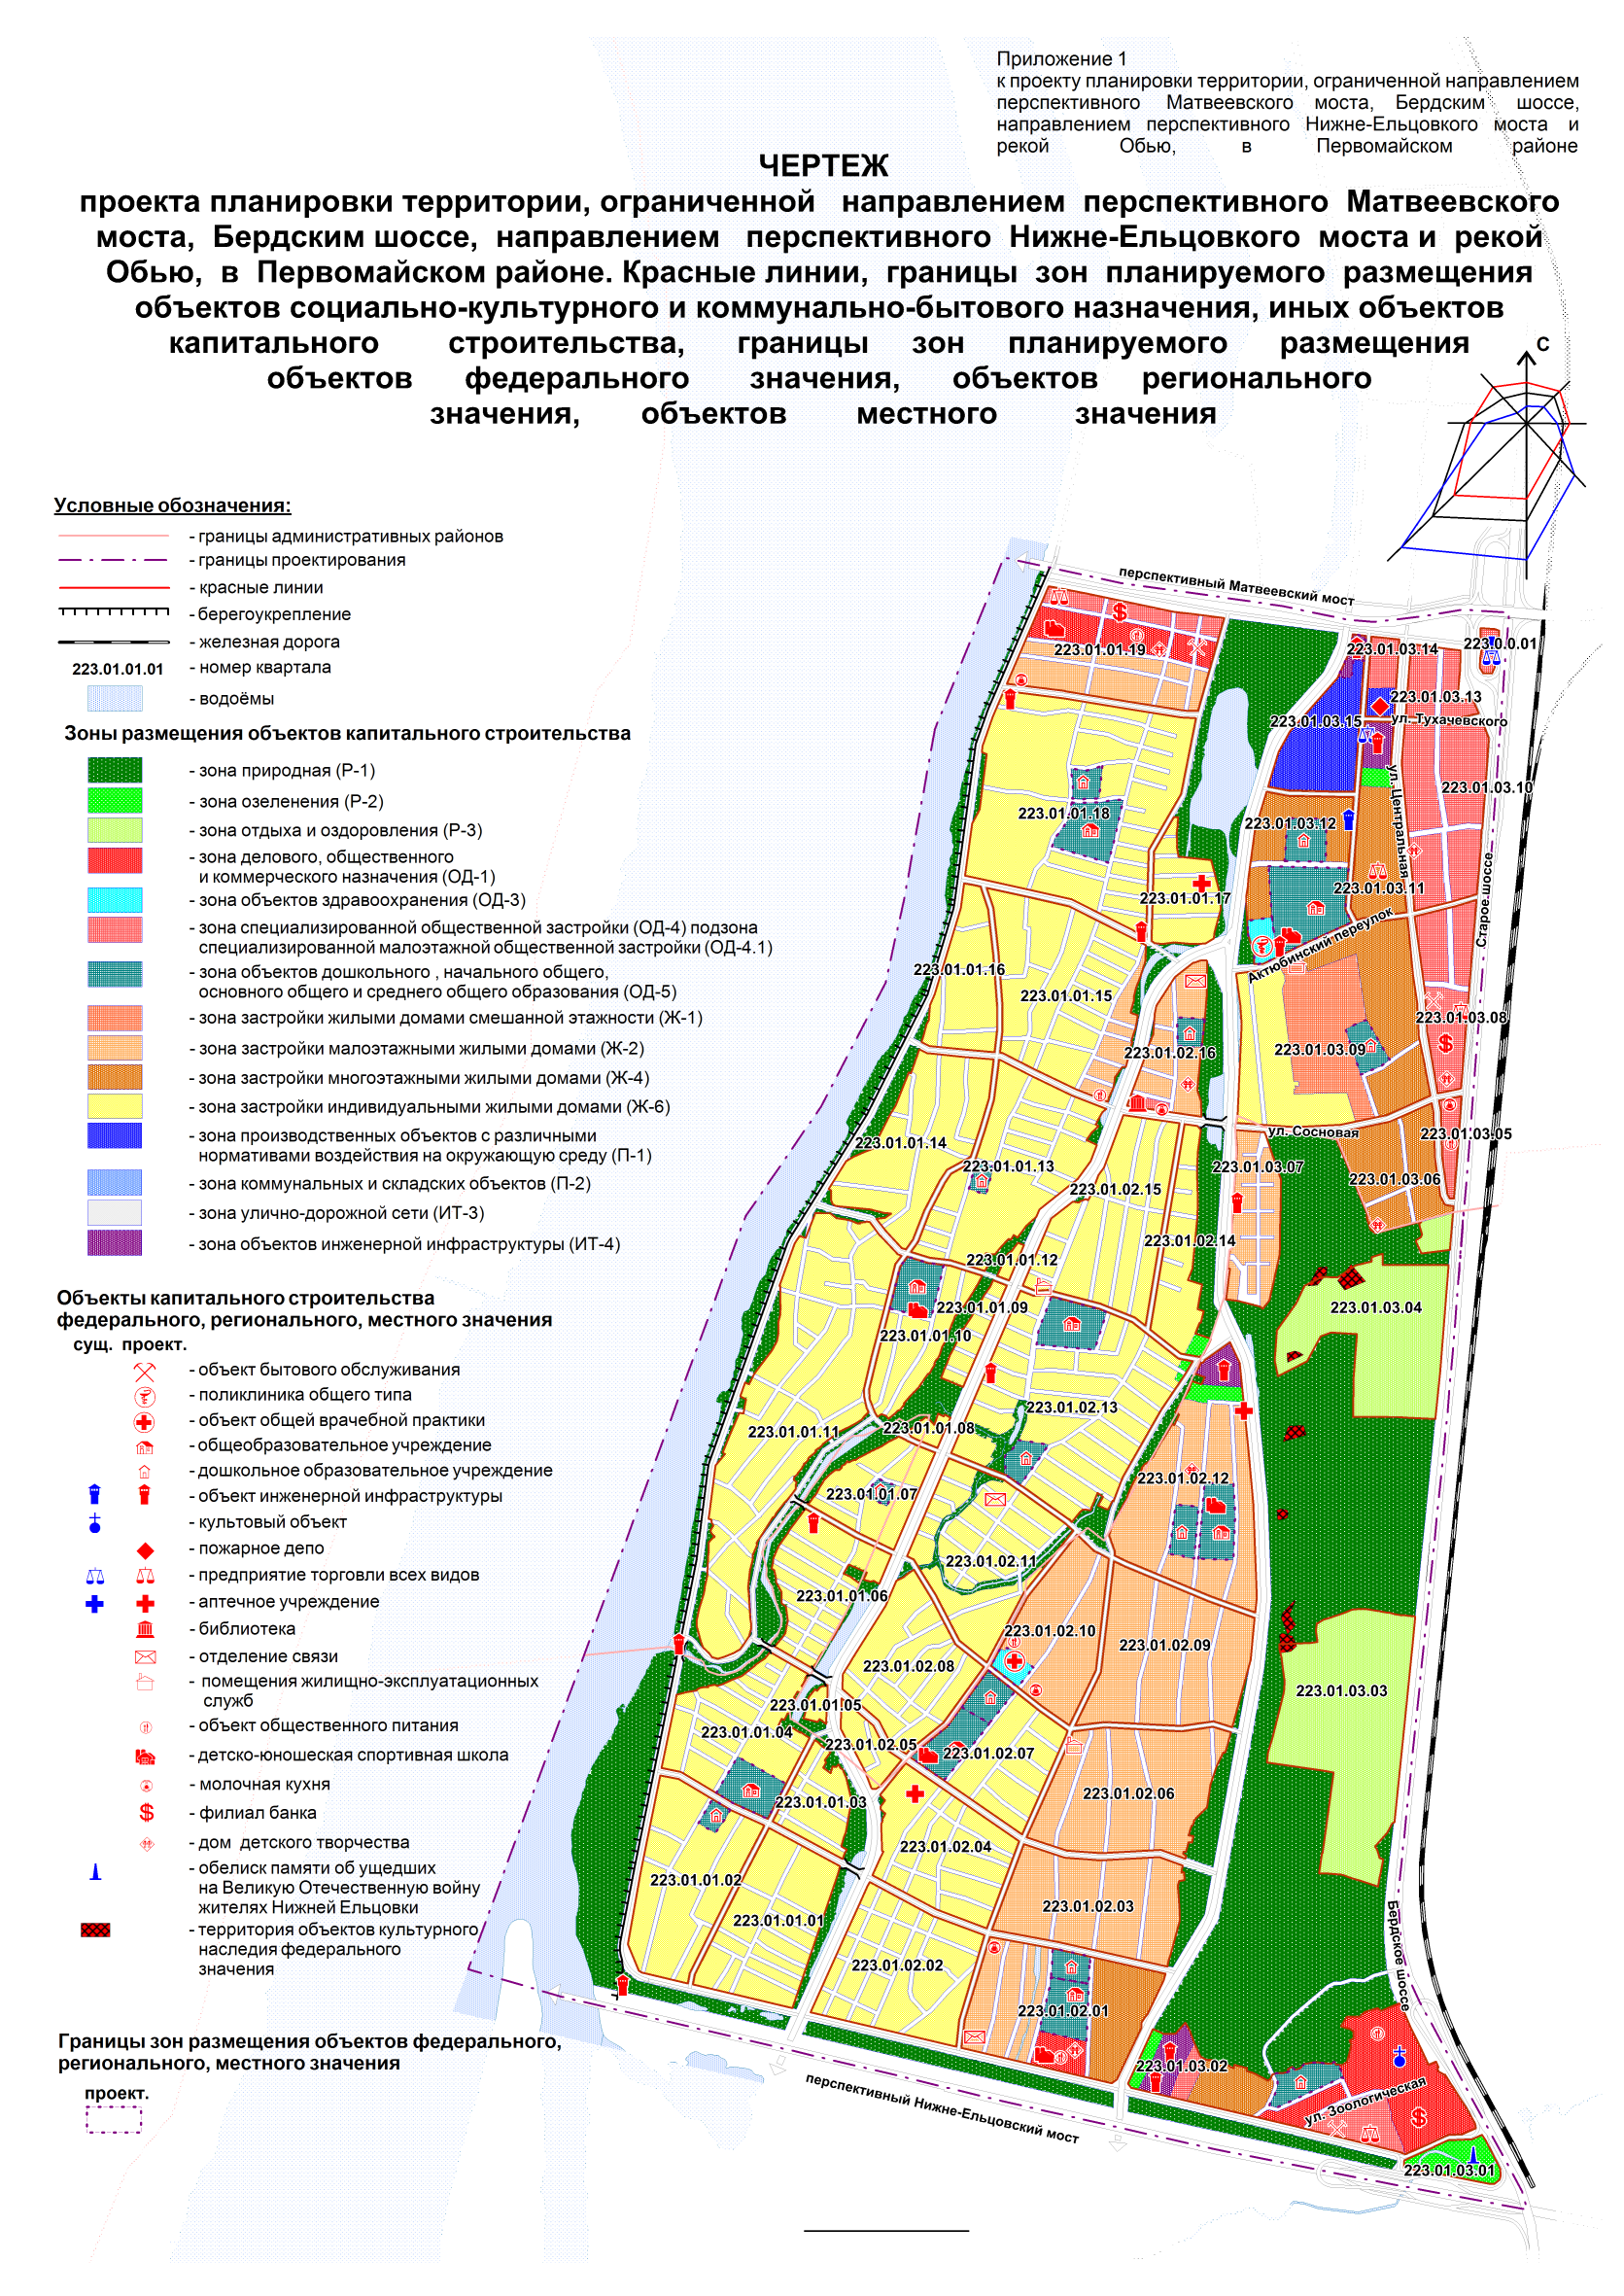 Приложение 1
к проекту планировки территории, ограниченной направлением
перспективного Матвеевского моста, Бердским шоссе,
направлением перспективного Нижне-Ельцовкого моста и
рекой Обью, в Первомайском районе
ЧЕРТЕЖ
проекта планировки территории, ограниченной направлением перспективного Матвеевского
моста, Бердским шоссе, направлением перспективного Нижне-Ельцовкого моста и рекой
Обью, в Первомайском районе. Красные линии, границы зон планируемого размещения
объектов социально-культурного и коммунально-бытового назначения, иных объектов
капитального строительства, границы зон планируемого размещения
объектов федерального значения, объектов регионального
значения, объектов местного значения
С
Условные обозначения:
- границы административных районов
- границы проектирования
- красные линии
- берегоукрепление
- железная дорога
223.01.01.01 - номер квартала
- водоёмы
Зоны размещения объектов капитального строительства
- зона природная (Р-1)
- зона озеленения (Р-2)
- зона отдыха и оздоровления (Р-3)
- зона делового, общественного
и коммерческого назначения (ОД-1)
- зона объектов здравоохранения (ОД-3)
- зона специализированной общественной застройки (ОД-4) подзона
специализированной малоэтажной общественной застройки (ОД-4.1)
- зона объектов дошкольного , начального общего,
основного общего и среднего общего образования (ОД-5)
- зона застройки жилыми домами смешанной этажности (Ж-1)
- зона застройки малоэтажными жилыми домами (Ж-2)
- зона застройки многоэтажными жилыми домами (Ж-4)
- зона застройки индивидуальными жилыми домами (Ж-6)
- зона производственных объектов с различными
нормативами воздействия на окружающую среду (П-1)
- зона коммунальных и складских объектов (П-2)
- зона улично-дорожной сети (ИТ-3)
- зона объектов инженерной инфраструктуры (ИТ-4)
Объекты капитального строительства
федерального, регионального, местного значения
сущ. проект.
- объект бытового обслуживания
- поликлиника общего типа
- объект общей врачебной практики
- общеобразовательное учреждение
- дошкольное образовательное учреждение
- объект инженерной инфраструктуры
- культовый объект
- пожарное депо
- предприятие торговли всех видов
- аптечное учреждение
- библиотека
- отделение связи
- помещения жилищно-эксплуатационных
служб
- объект общественного питания
- детско-юношеская спортивная школа
- молочная кухня
- филиал банка
- дом детского творчества
- обелиск памяти об ушедших
на Великую Отечественную войну
жителях Нижней Ельцовки
- территория объектов культурного
наследия федерального
значения
Границы зон размещения объектов федерального,
регионального, местного значения
проект.
перспективный Матвеевский мост
223.01.01.19
223.01.03.14
223.0.0.01
223.01.03.13
223.01.03.15
ул. Тухачевского
ул. Центральная
223.01.03.10
223.01.01.18
223.01.03.12
223.01.03.11
Старое шоссе
223.01.01.17
Актюбинский переулок
223.01.01.16
223.01.01.15
223.01.03.08
223.01.02.16
223.01.03.09
223.01.01.14
ул. Сосновая
223.01.03.05
223.01.01.13
223.01.03.07
223.01.03.06
223.01.02.15
223.01.02.14
223.01.01.12
223.01.01.09
223.01.03.04
223.01.01.10
223.01.02.13
223.01.01.11
223.01.01.08
223.01.02.12
223.01.01.07
223.01.02.11
223.01.01.06
223.01.02.10
223.01.02.09
223.01.02.08
223.01.03.03
223.01.01.05
223.01.01.04
223.01.02.05
223.01.02.07
223.01.01.03
223.01.02.06
223.01.02.04
223.01.01.02
223.01.02.03
223.01.01.01
Бердское шоссе
223.01.02.02
223.01.02.01
223.01.03.02
ул. Зоологическая
перспективный Нижне-Ельцовский мост
223.01.03.01